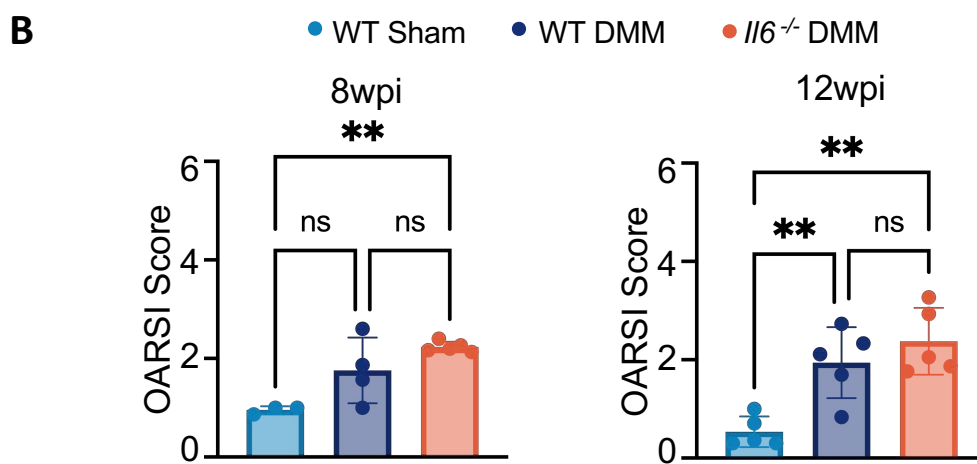 B
WT Sham WT DMM Il6 -/- DMM
8wpi
**
6
ns ns
4
2
0
OARSI Score
12wpi
**
6
** ns
4
2
0
OARSI Score